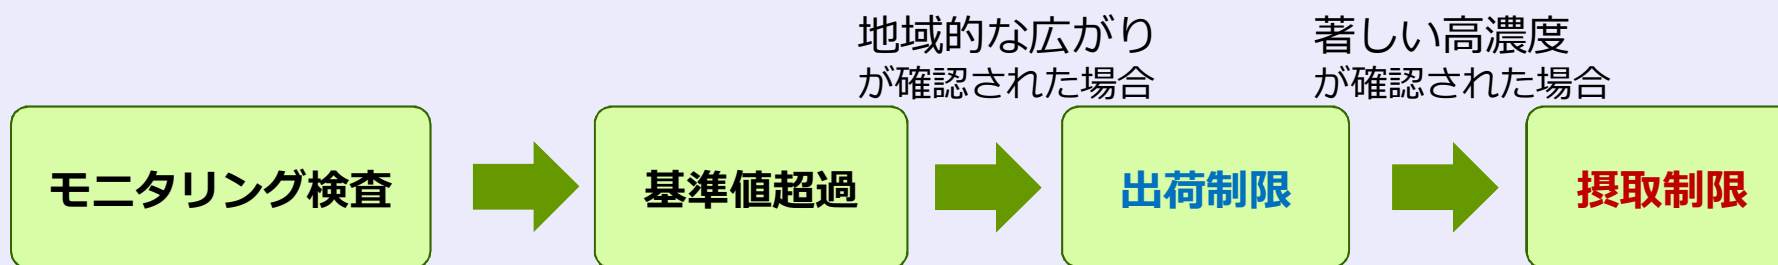 地域的な広がり
が確認された場合
著しい高濃度
が確認された場合
モニタリング検査
基準値超過
出荷制限
摂取制限